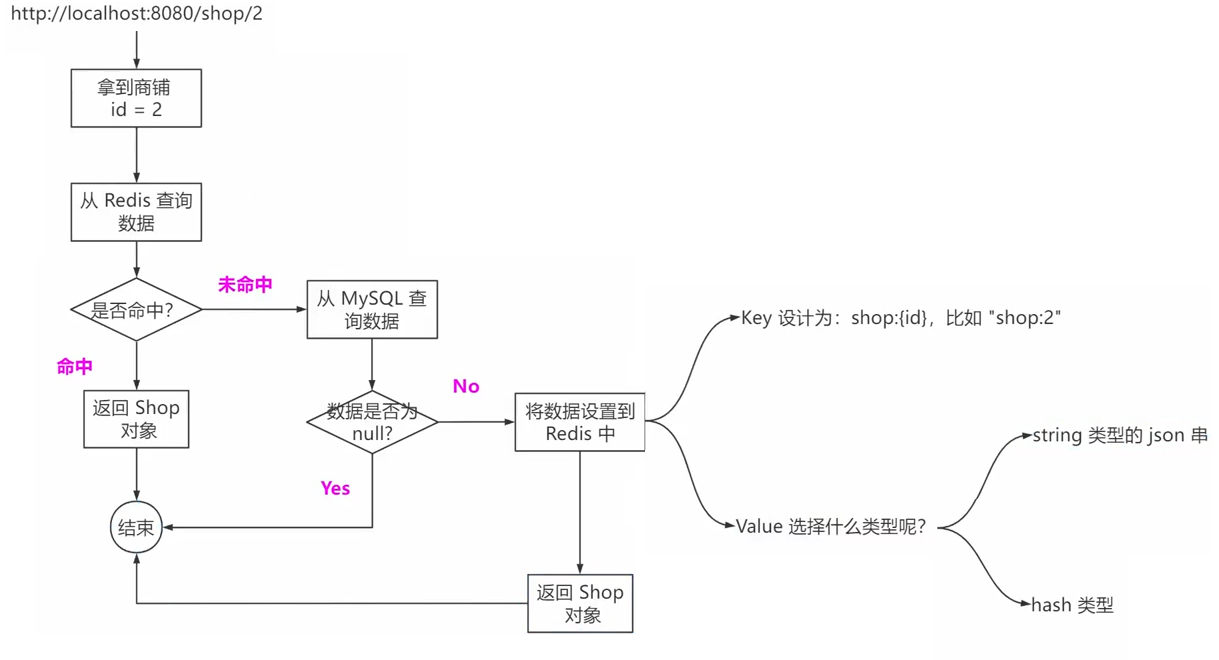 http://localhost:8080/shop/2
拿到商铺
id = 2
从 Redis 查询
数据
是否命中?
未命中
命中
从 MySQL 查
询数据
返回 Shop
对象
数据是否为
null?
No
Yes
将数据设置到
Redis 中
结束
返回 Shop
对象
Key 设计为：shop:{id}，比如 "shop:2"
Value 选择什么类型呢？
string 类型的 json 串
hash 类型